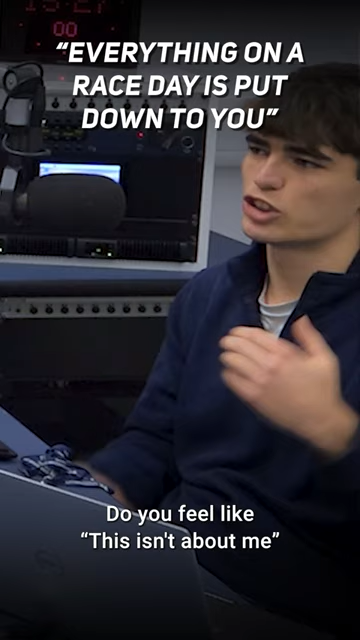 “EVERYTHING ON A
RACE DAY IS PUT
DOWN TO YOU”
Do you feel like
“This isn't about me”